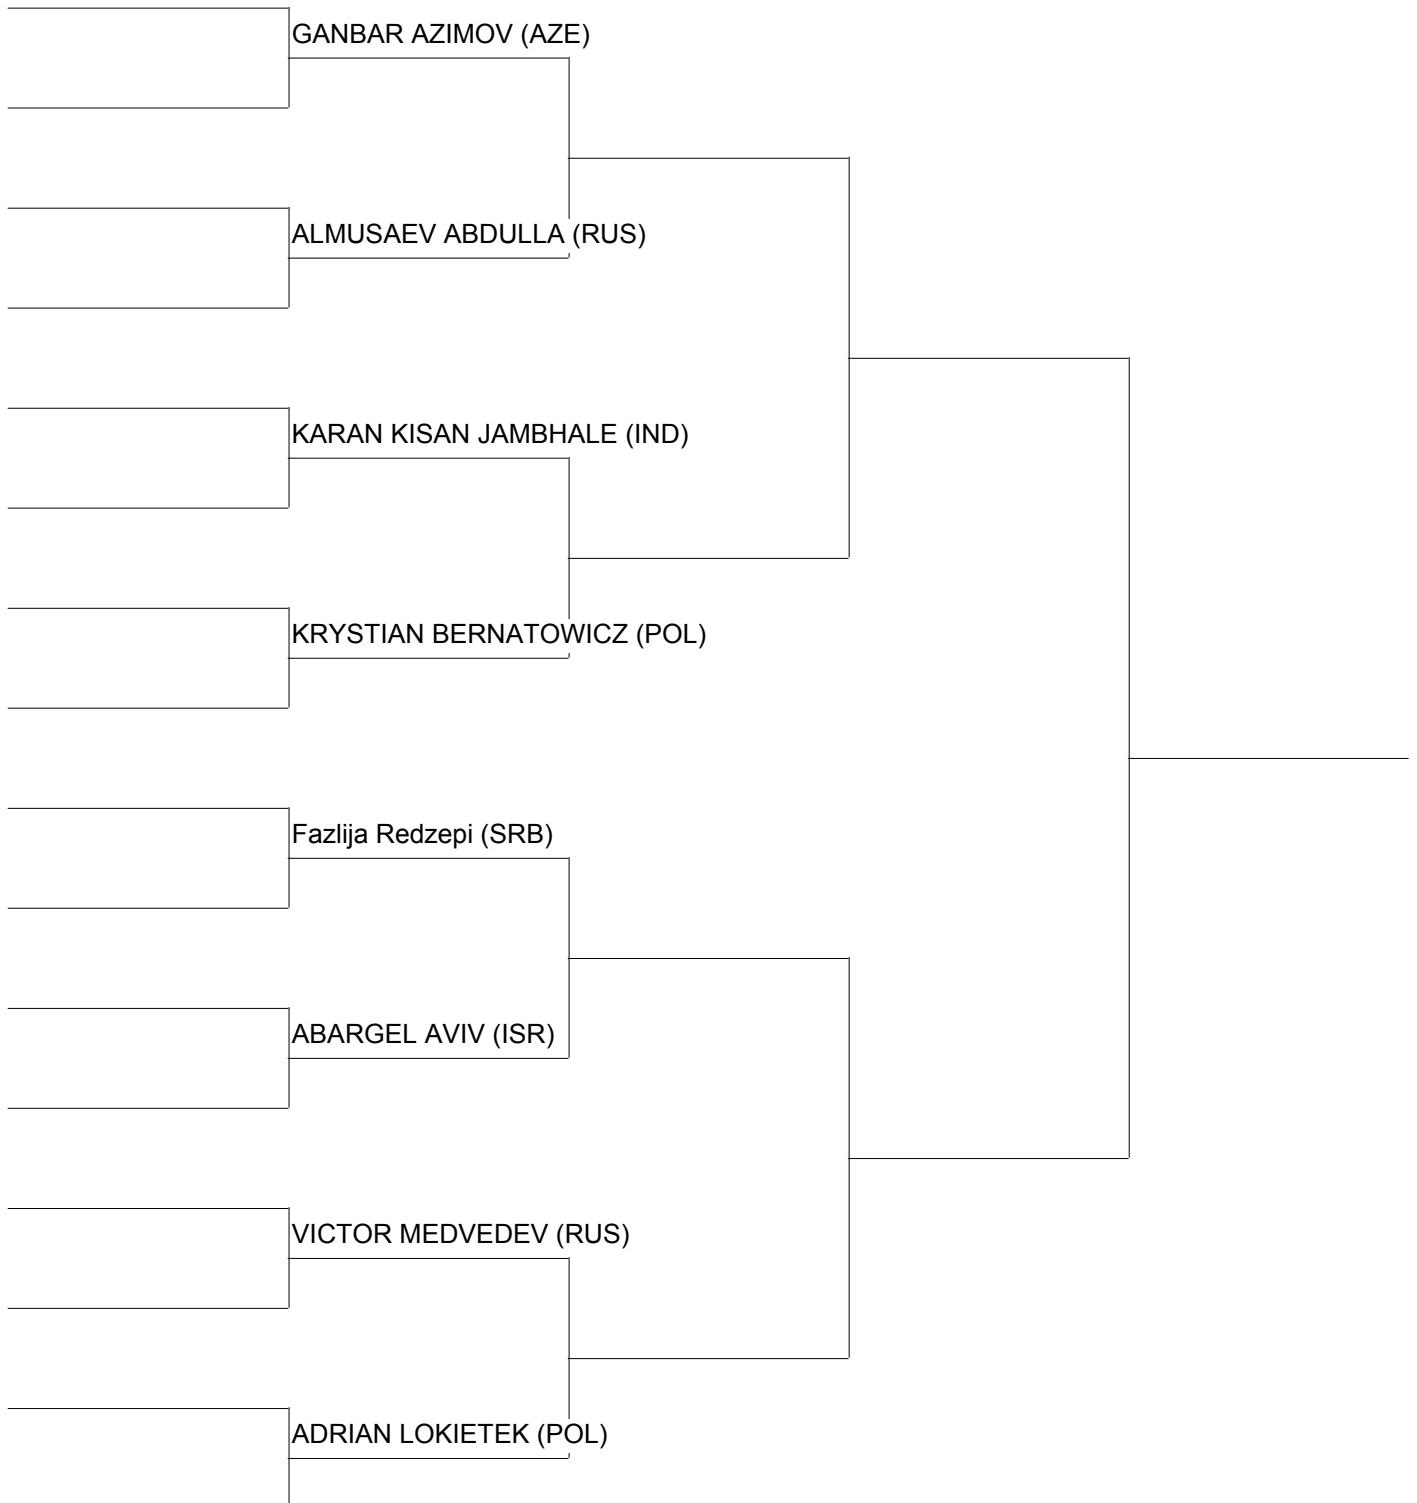 GANBAR AZIMOV (AZE)
ALMUSAEV ABDULLA (RUS)
KARAN KISAN JAMBHALE (IND)
KRYSTIAN BERNATOWICZ (POL)
Fazlija Redzepi (SRB)
ABARGEL AVIV (ISR)
VICTOR MEDVEDEV (RUS)
ADRIAN LOKIETEK (POL)